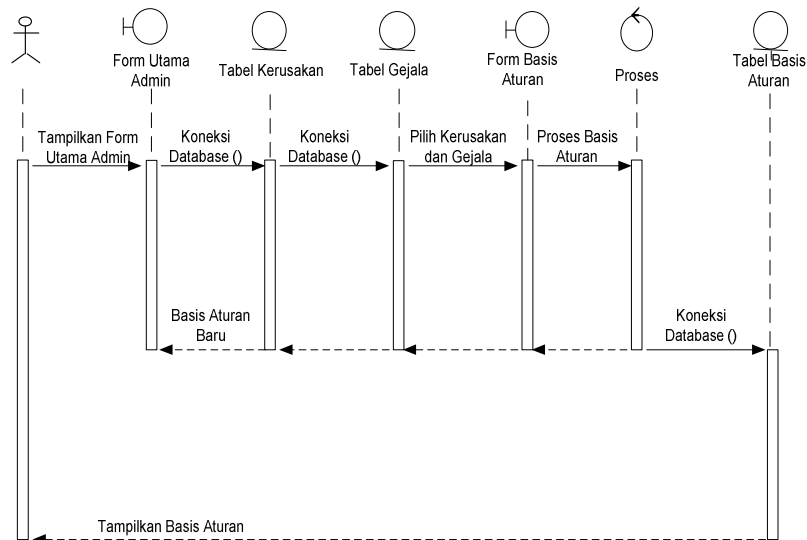 Form Utama
Admin
Tabel Kerusakan
Tabel Gejala
Form Basis
Aturan
Proses
Tabel Basis
Aturan
Tampilkan Form
Utama Admin
Koneksi
Database ()
Koneksi
Database ()
Pilih Kerusakan
dan Gejala
Proses Basis
Aturan
Basis Aturan
Baru
Koneksi
Database ()
Tampilkan Basis Aturan